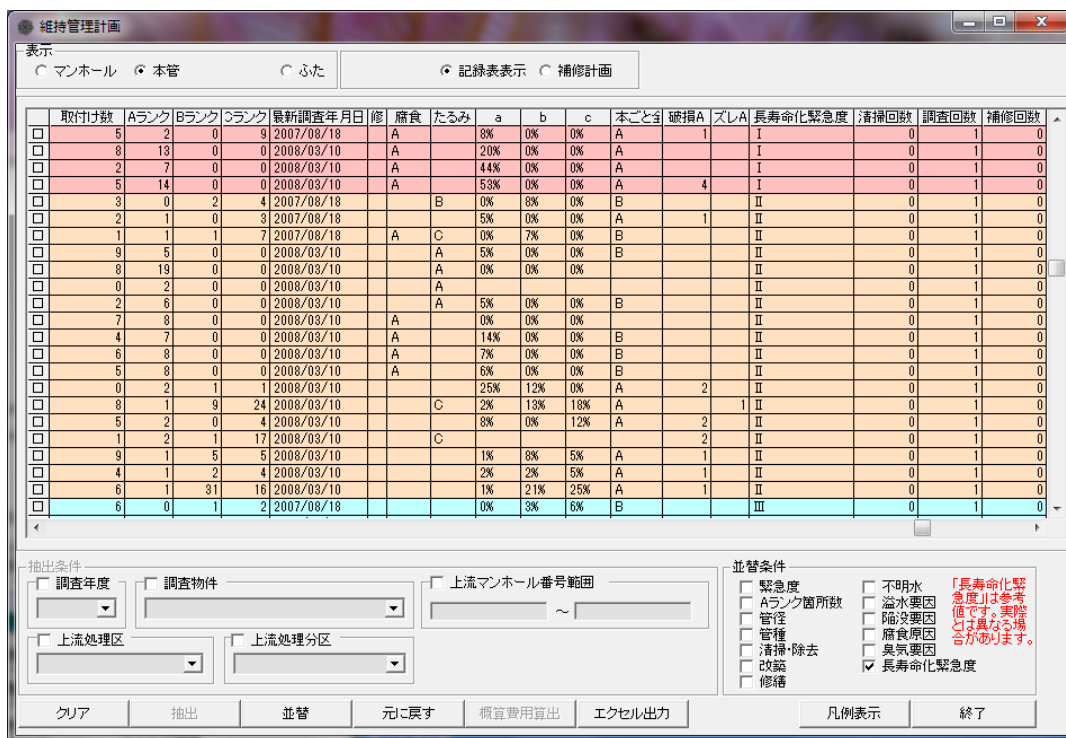 維持管理計画
表示
マンホール 本管 ふた 記録表表示 補修計画
取付け数 Aランク Bランク Cランク 最新調査年月日 修 腐食 たるみ a b c 本ごと全 破損A ズレA 長寿命化緊急度 清掃回数 調査回数 補修回数
5 2 0 9 2007/08/18 A 8% 0% 0% A 1 Ⅰ 0 1 0
8 13 0 0 2008/03/10 A 20% 0% 0% A Ⅰ 0 1 0
2 7 0 0 2008/03/10 A 44% 0% 0% A Ⅰ 0 1 0
5 14 0 0 2008/03/10 A 53% 0% 0% A 4 Ⅰ 0 1 0
3 0 2 4 2007/08/18 B 0% 8% 0% B Ⅱ 0 1 0
2 1 0 3 2007/08/18 5% 0% 0% A 1 Ⅱ 0 1 0
1 1 1 7 2007/08/18 A C 0% 7% 0% B Ⅱ 0 1 0
9 5 0 0 2008/03/10 A 5% 0% 0% B Ⅱ 0 1 0
8 19 0 0 2008/03/10 A 0% 0% 0% Ⅱ 0 1 0
0 2 0 0 2008/03/10 A Ⅱ 0 1 0
2 6 0 0 2008/03/10 A 5% 0% 0% B Ⅱ 0 1 0
7 8 0 0 2008/03/10 A 0% 0% 0% Ⅱ 0 1 0
4 7 0 0 2008/03/10 A 14% 0% 0% B Ⅱ 0 1 0
6 8 0 0 2008/03/10 A 7% 0% 0% B Ⅱ 0 1 0
5 8 0 0 2008/03/10 A 6% 0% 0% B Ⅱ 0 1 0
0 2 1 1 2008/03/10 25% 12% 0% A 2 Ⅱ 0 1 0
8 1 9 24 2008/03/10 C 2% 13% 18% A 1 Ⅱ 0 1 0
5 2 0 4 2008/03/10 8% 0% 12% A 2 Ⅱ 0 1 0
1 2 1 17 2008/03/10 C 2 Ⅱ 0 1 0
9 1 5 5 2008/03/10 1% 8% 5% A 1 Ⅱ 0 1 0
4 1 2 4 2008/03/10 2% 2% 5% A 1 Ⅱ 0 1 0
6 1 31 16 2008/03/10 1% 21% 25% A 1 Ⅱ 0 1 0
6 0 1 2 2007/08/18 0% 3% 6% B Ⅲ 0 1 0
抽出条件
調査年度 調査物件 上流マンホール番号範囲
～
上流処理区 上流処理分区
並替条件
緊急度 不明水
Aランク箇所数 溢水要因
管径 陥没要因
管種 腐食原因
清掃・除去 臭気要因
改築 長寿命化緊急度
修繕
「長寿命化緊
急度」は参考
値です。実際
とは異なる場
合があります。
クリア 抽出 並替 元に戻す 概算費用算出 エクセル出力 凡例表示 終了